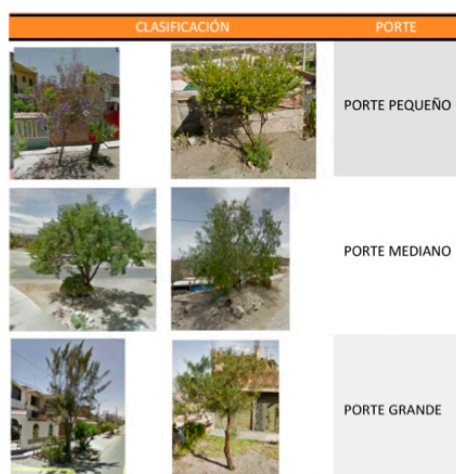 CLASIFICACIÓN PORTE
PORTE PEQUEÑO
PORTE MEDIANO
PORTE GRANDE